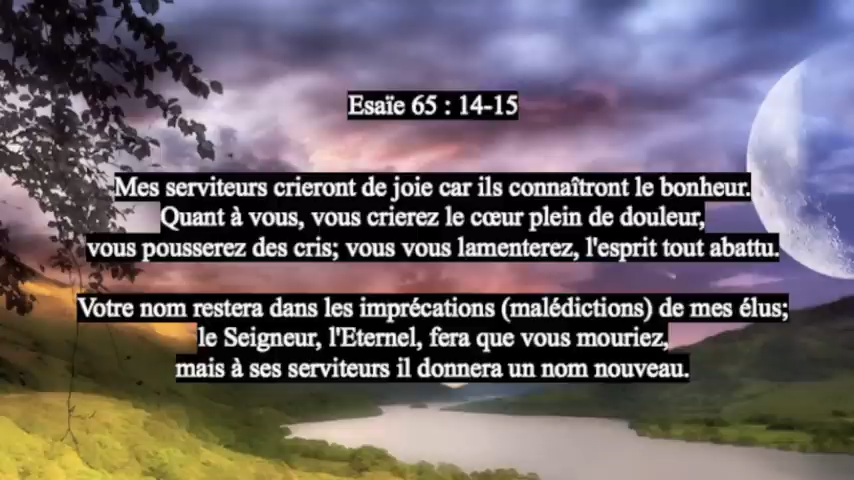 Esaïe 65 : 14-15
Mes serviteurs crieront de joie car ils connaîtront le bonheur.
Quant à vous, vous crierez le cœur plein de douleur,
vous pousserez des cris; vous vous lamenterez, l'esprit tout abattu.
Votre nom restera dans les imprécations (malédictions) de mes élus;
le Seigneur, l'Eternel, fera que vous mouriez,
mais à ses serviteurs il donnera un nom nouveau.